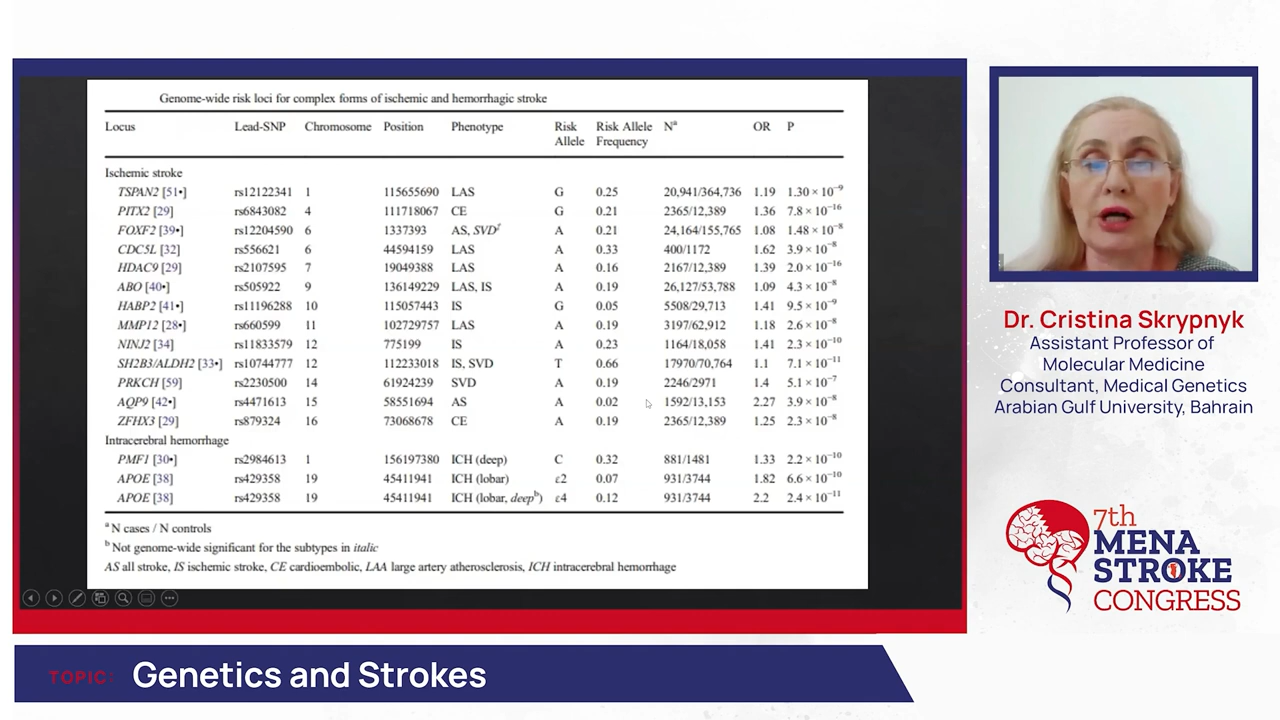 Genome-wide risk loci for complex forms of ischemic and hemorrhagic stroke
Locus Lead-SNP Chromosome Position Phenotype Risk Allele Risk Allele Frequency Nᵃ OR P
Ischemic stroke
TSPAN2 [51•] rs12122341 1 115655690 LAS G 0.25 20,941/364,736 1.19 1.30 × 10⁻⁹
PITX2 [29] rs6843082 4 111718067 CE G 0.21 2365/12,389 1.36 7.8 × 10⁻¹⁶
FOXF2 [39•] rs12204590 6 1337393 AS, SVDᶠ A 0.21 24,164/155,765 1.08 1.48 × 10⁻⁸
CDC5L [32] rs556621 6 44594159 LAS A 0.33 400/1172 1.62 3.9 × 10⁻⁸
HDAC9 [29] rs2107595 7 19049388 LAS A 0.16 2167/12,389 1.39 2.0 × 10⁻¹⁶
ABO [40•] rs505922 9 136149229 LAS, IS A 0.19 26,127/53,788 1.09 4.3 × 10⁻⁸
HABP2 [41•] rs11196288 10 115057443 IS G 0.05 5508/29,713 1.41 9.5 × 10⁻⁹
MMP12 [28•] rs660599 11 102729757 LAS A 0.19 3197/62,912 1.18 2.6 × 10⁻⁸
NINJ2 [34] rs11833579 12 775199 IS A 0.23 1164/18,058 1.41 2.3 × 10⁻¹⁰
SH2B3/ALDH2 [33•] rs10744777 12 112233018 IS, SVD T 0.66 17970/70,764 1.1 7.1 × 10⁻¹¹
PRKCH [59] rs2230500 14 61924239 SVD A 0.19 2246/2971 1.4 5.1 × 10⁻⁷
AQP9 [42•] rs4471613 15 58551694 AS A 0.02 1592/13,153 2.27 3.9 × 10⁻⁸
ZFHX3 [29] rs879324 16 73068678 CE A 0.19 2365/12,389 1.25 2.3 × 10⁻⁸
Intracerebral hemorrhage
PMF1 [30•] rs2984613 1 156197380 ICH (deep) C 0.32 881/1481 1.33 2.2 × 10⁻¹⁰
APOE [38] rs429358 19 45411941 ICH (lobar) ε2 0.07 931/3744 1.82 6.6 × 10⁻¹⁰
APOE [38] rs429358 19 45411941 ICH (lobar, deepᵇ) ε4 0.12 931/3744 2.2 2.4 × 10⁻¹¹
ᵃ N cases / N controls
ᵇ Not genome-wide significant for the subtypes in italic
AS all stroke, IS ischemic stroke, CE cardioembolic, LAA large artery atherosclerosis, ICH intracerebral hemorrhage
Dr. Cristina Skrypnyk
Assistant Professor of
Molecular Medicine
Consultant, Medical Genetics
Arabian Gulf University, Bahrain
7th
MENA
STROKE
CONGRESS
TOPIC: Genetics and Strokes